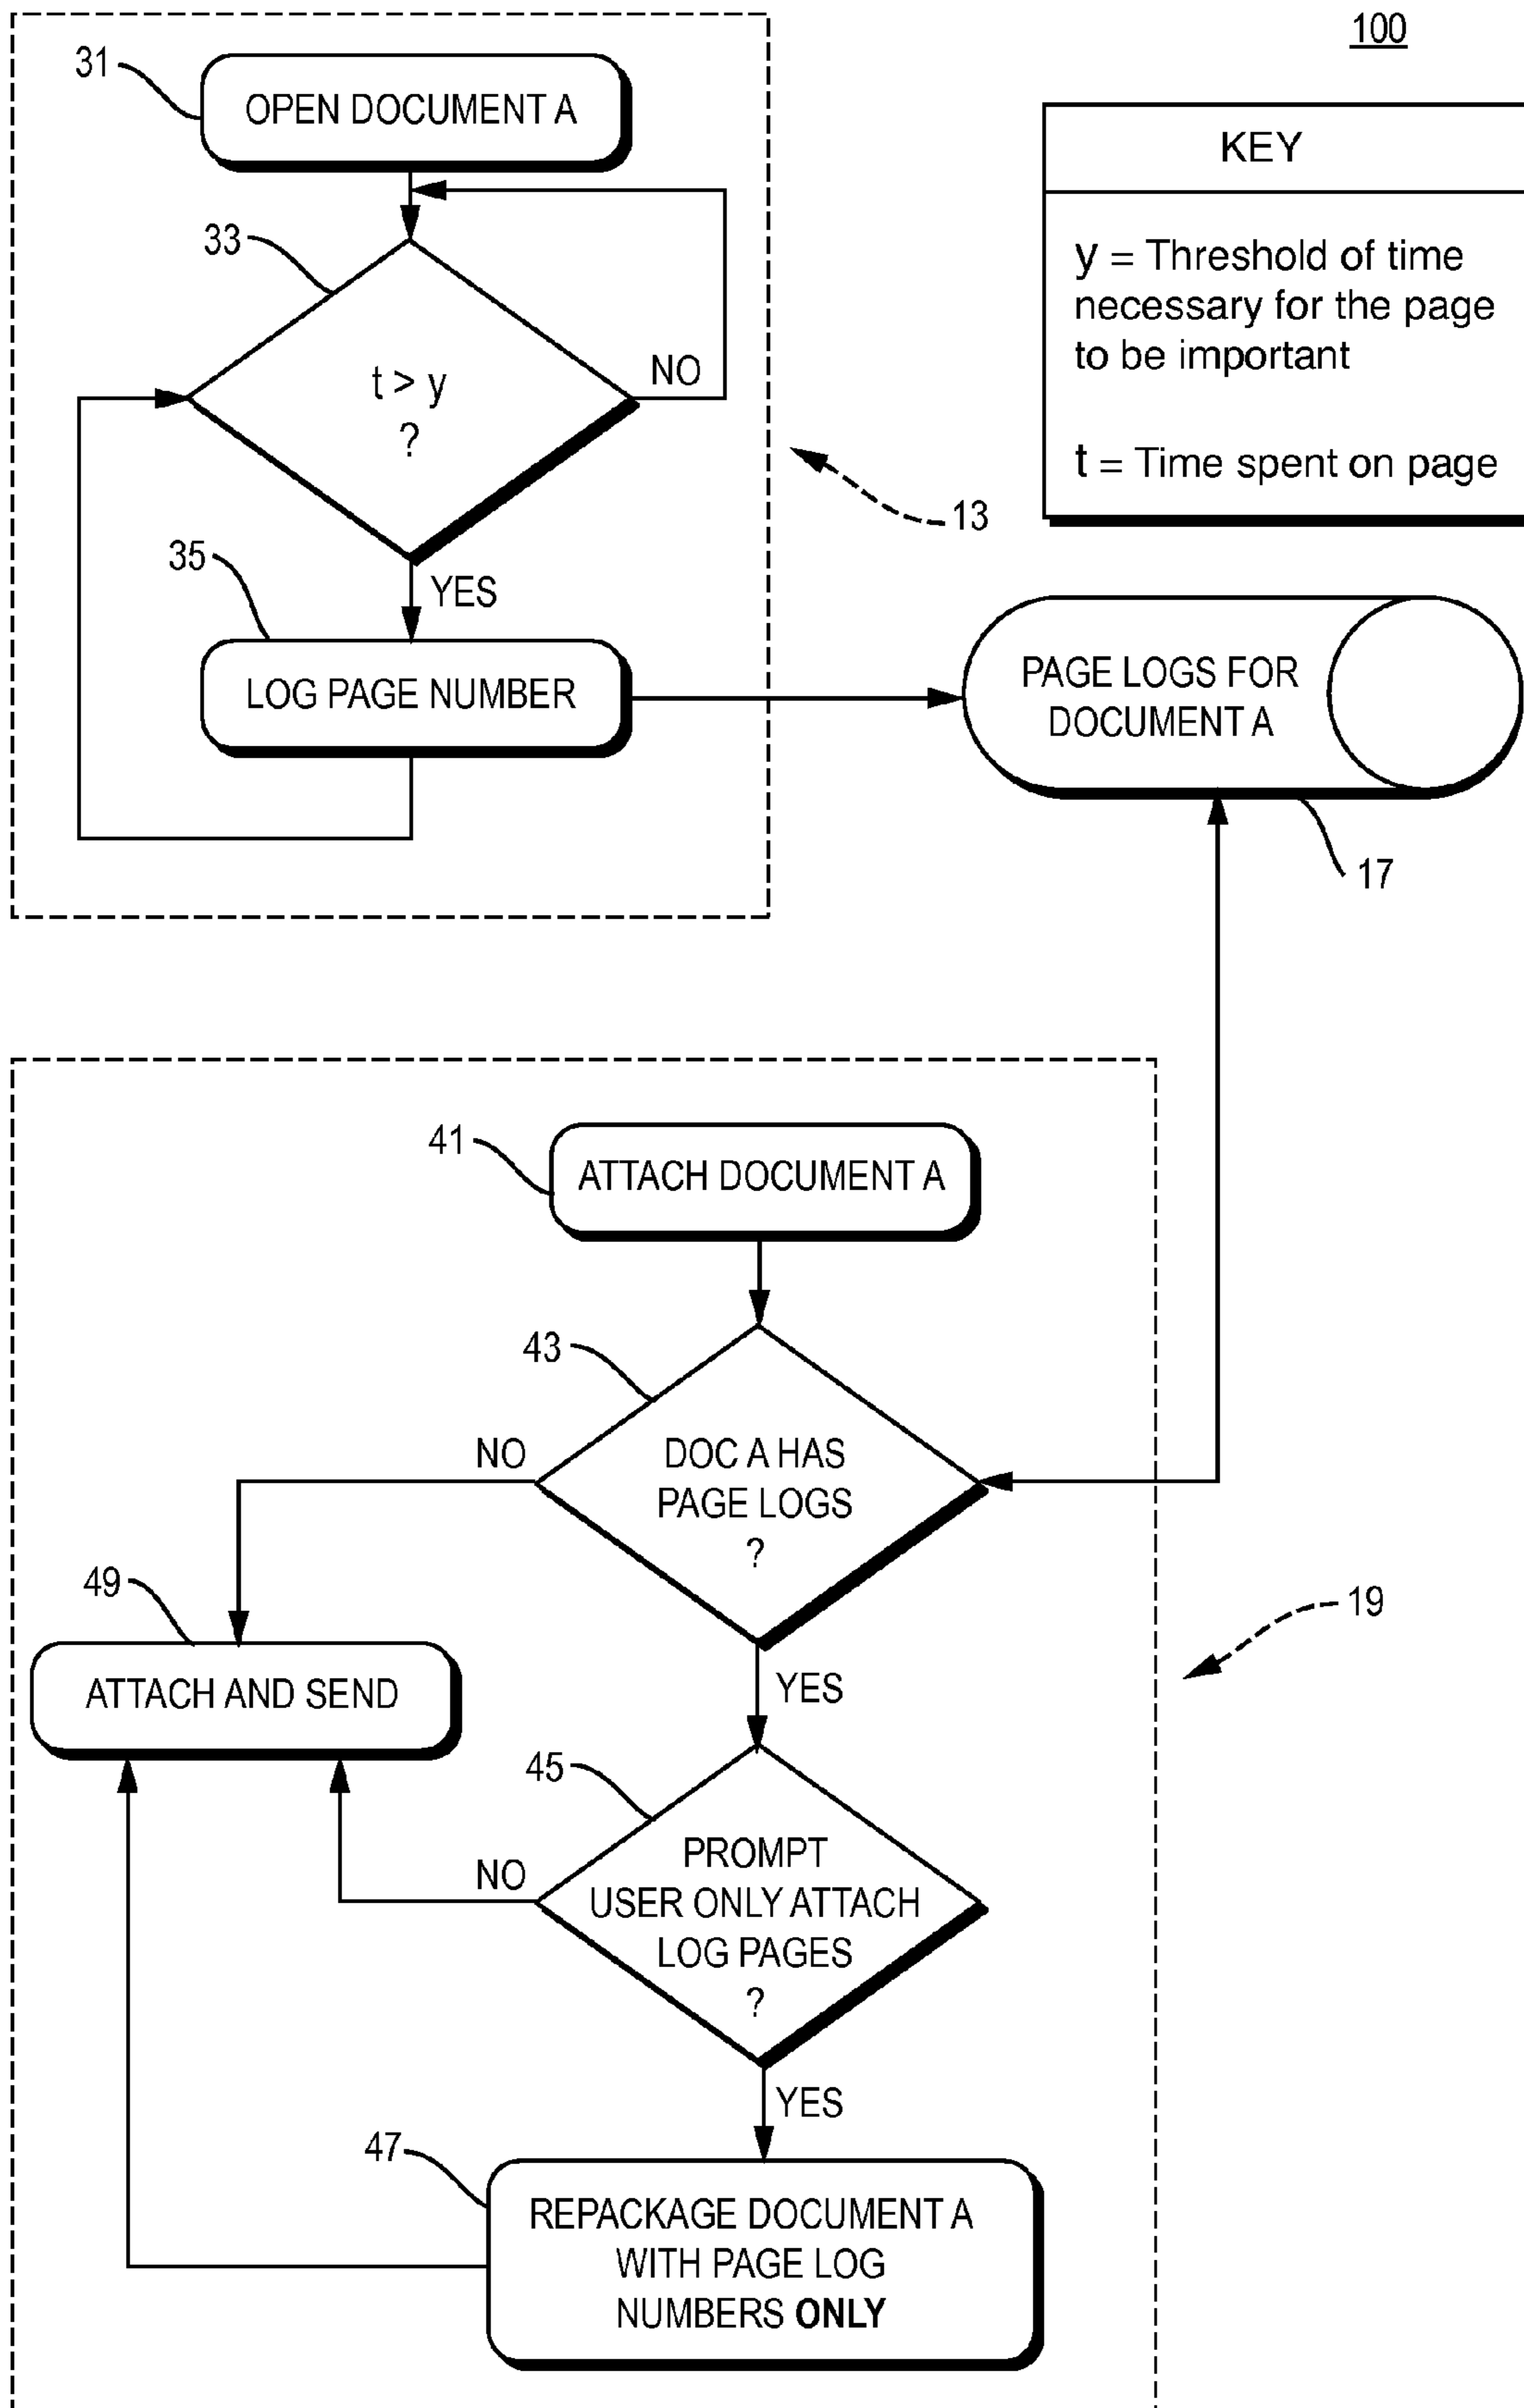 100
31
OPEN DOCUMENT A
KEY
y = Threshold of time
necessary for the page
to be important
t = Time spent on page
33
t > y
?
NO
13
35
YES
LOG PAGE NUMBER
PAGE LOGS FOR
DOCUMENT A
17
41
ATTACH DOCUMENT A
43
NO
DOC A HAS
PAGE LOGS
?
49
19
ATTACH AND SEND
YES
45
NO
PROMPT
USER ONLY ATTACH
LOG PAGES
?
YES
47
REPACKAGE DOCUMENT A
WITH PAGE LOG
NUMBERS ONLY